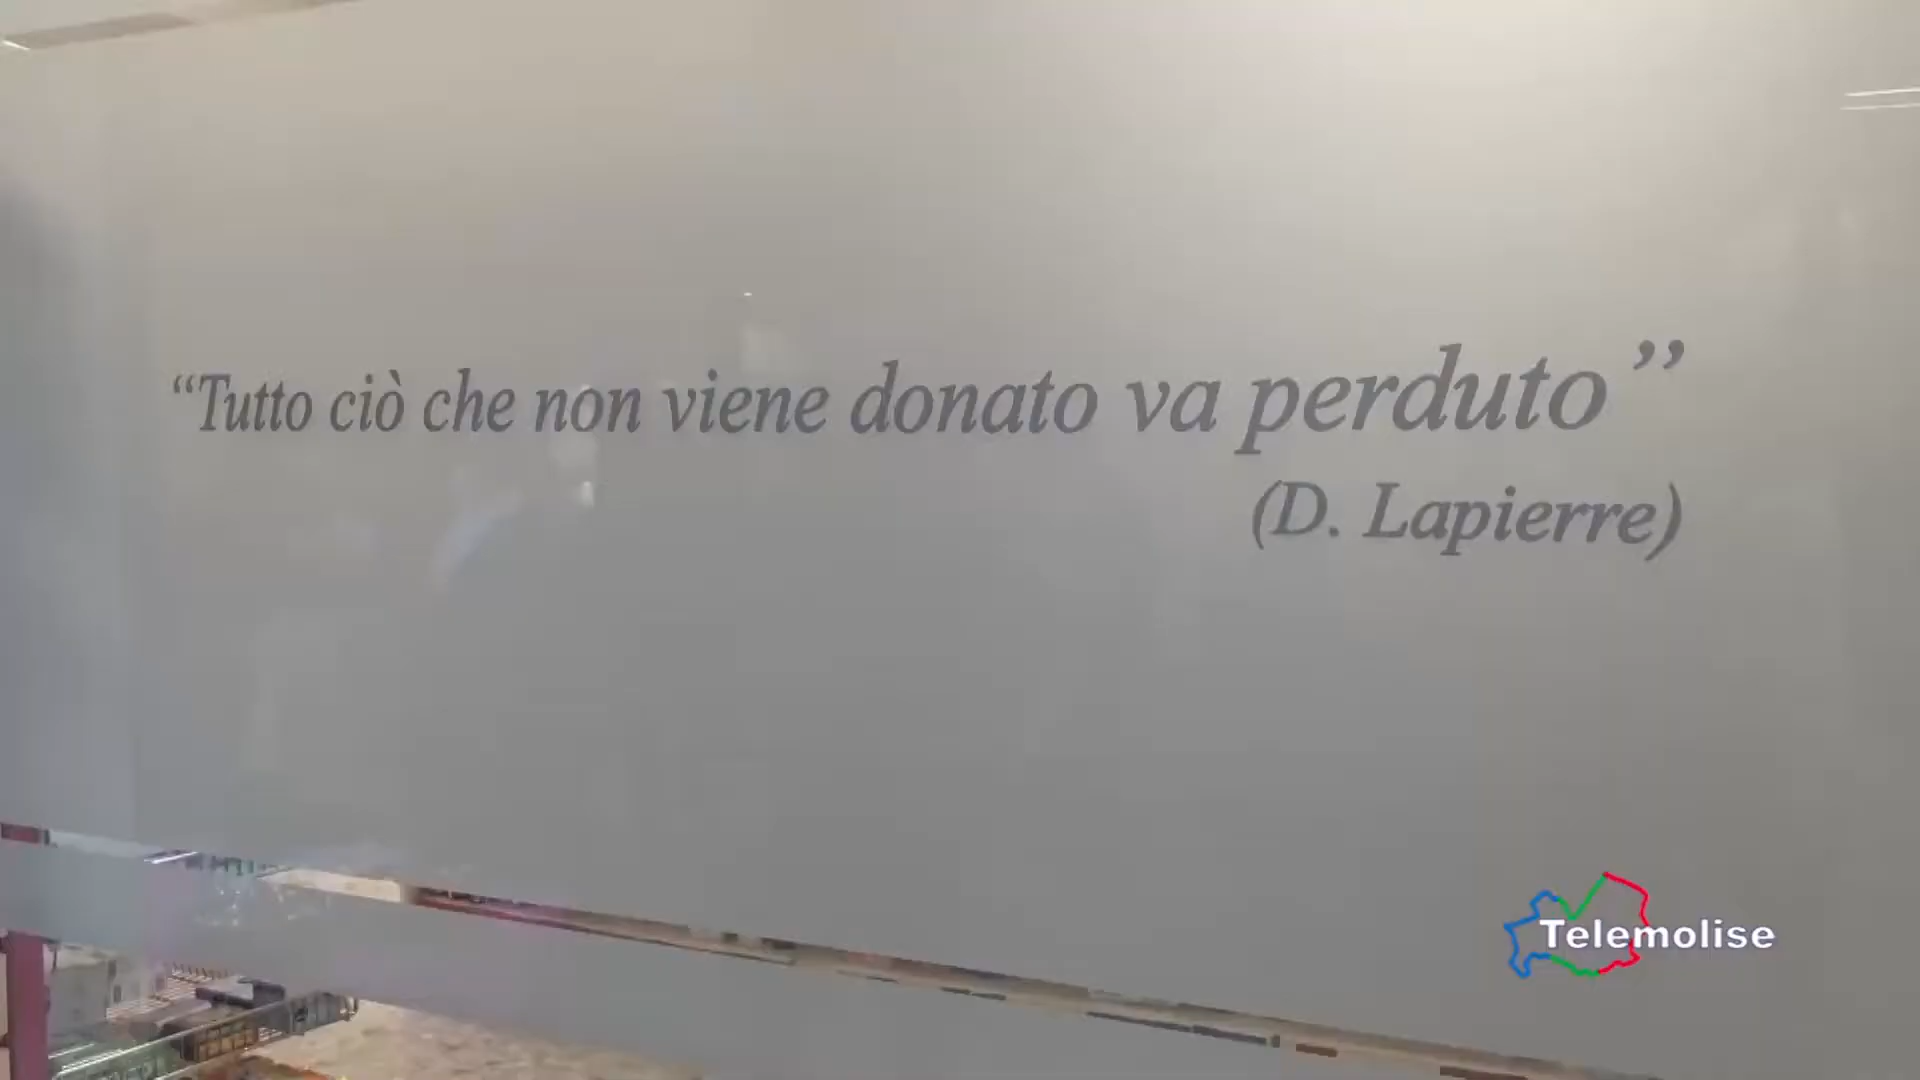 “Tutto ciò che non viene donato va perduto”
(D. Lapierre)
Telemolise